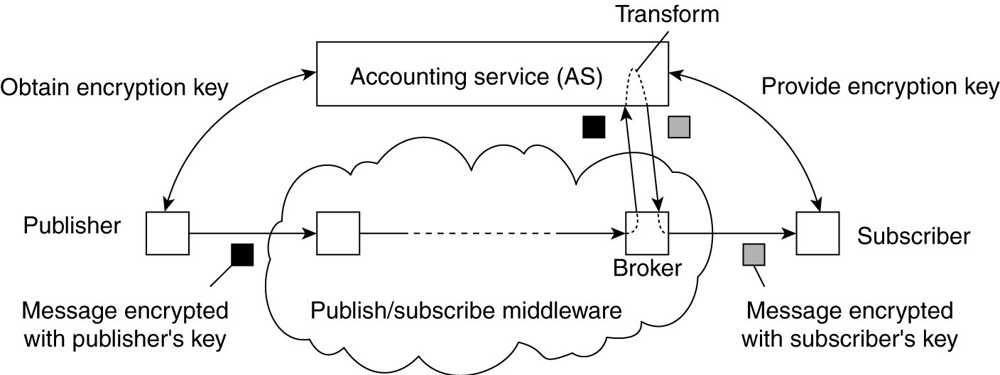 Transform
Accounting service (AS)
Obtain encryption key
Provide encryption key
Publisher
Subscriber
Broker
Message encrypted
with publisher's key
Publish/subscribe middleware
Message encrypted
with subscriber's key